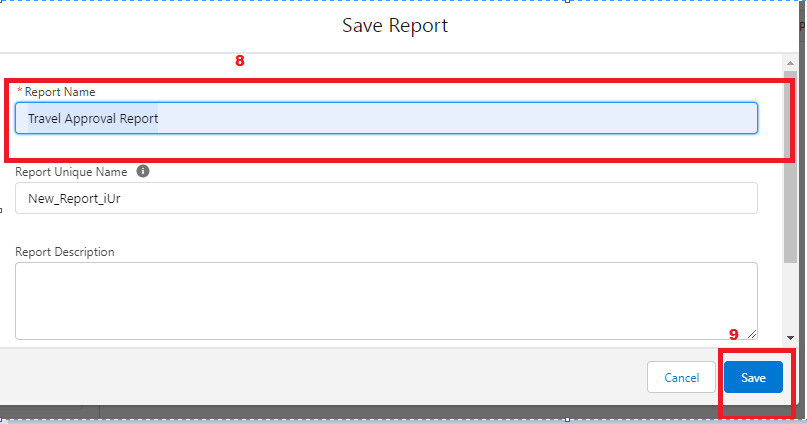 Save Report
8
* Report Name
Travel Approval Report
Report Unique Name
New_Report_iUr
Report Description
9
Cancel
Save